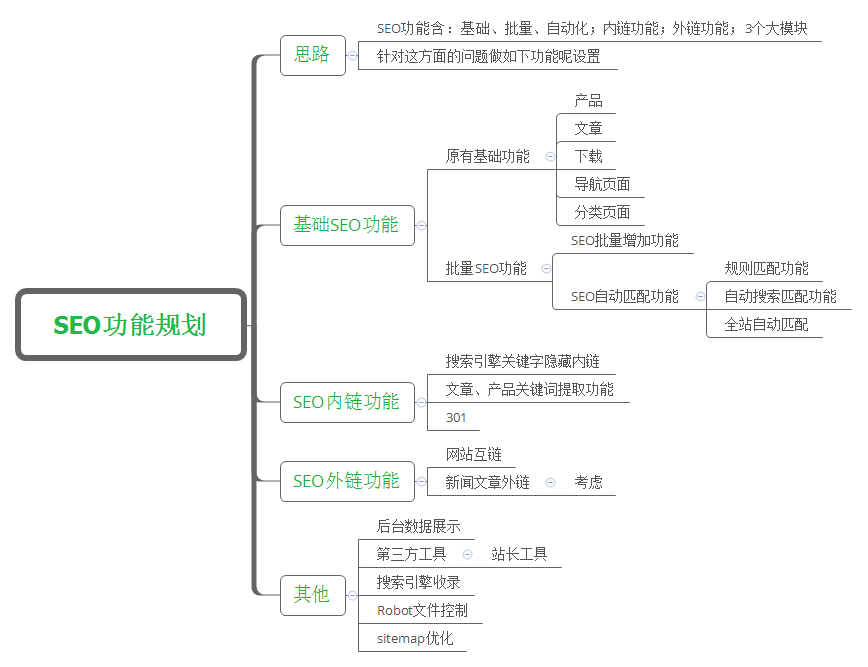 SEO功能规划
思路
SEO功能含：基础、批量、自动化；内链功能；外链功能；3个大模块
针对这方面的问题做如下功能呢设置
基础SEO功能
原有基础功能
产品
文章
下载
导航页面
分类页面
批量SEO功能
SEO批量增加功能
SEO自动匹配功能
规则匹配功能
自动搜索匹配功能
全站自动匹配
SEO内链功能
搜索引擎关键字隐藏内链
文章、产品关键词提取功能
301
SEO外链功能
网站互链
新闻文章外链
考虑
其他
后台数据展示
第三方工具
站长工具
搜索引擎收录
Robot文件控制
sitemap优化